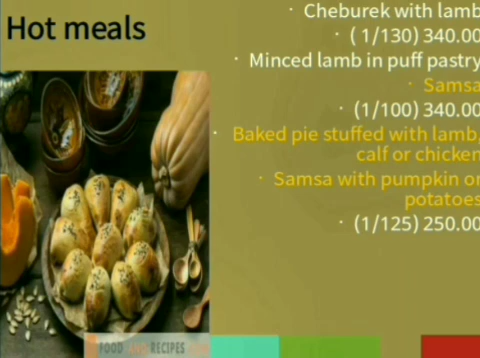 Hot meals
· Cheburek with lamb
· ( 1/130) 340.00
· Minced lamb in puff pastry
· Samsa
· (1/100) 340.00
· Baked pie stuffed with lamb,
calf or chicken
· Samsa with pumpkin or
potatoes
· (1/125) 250.00
FOOD AND RECIPES